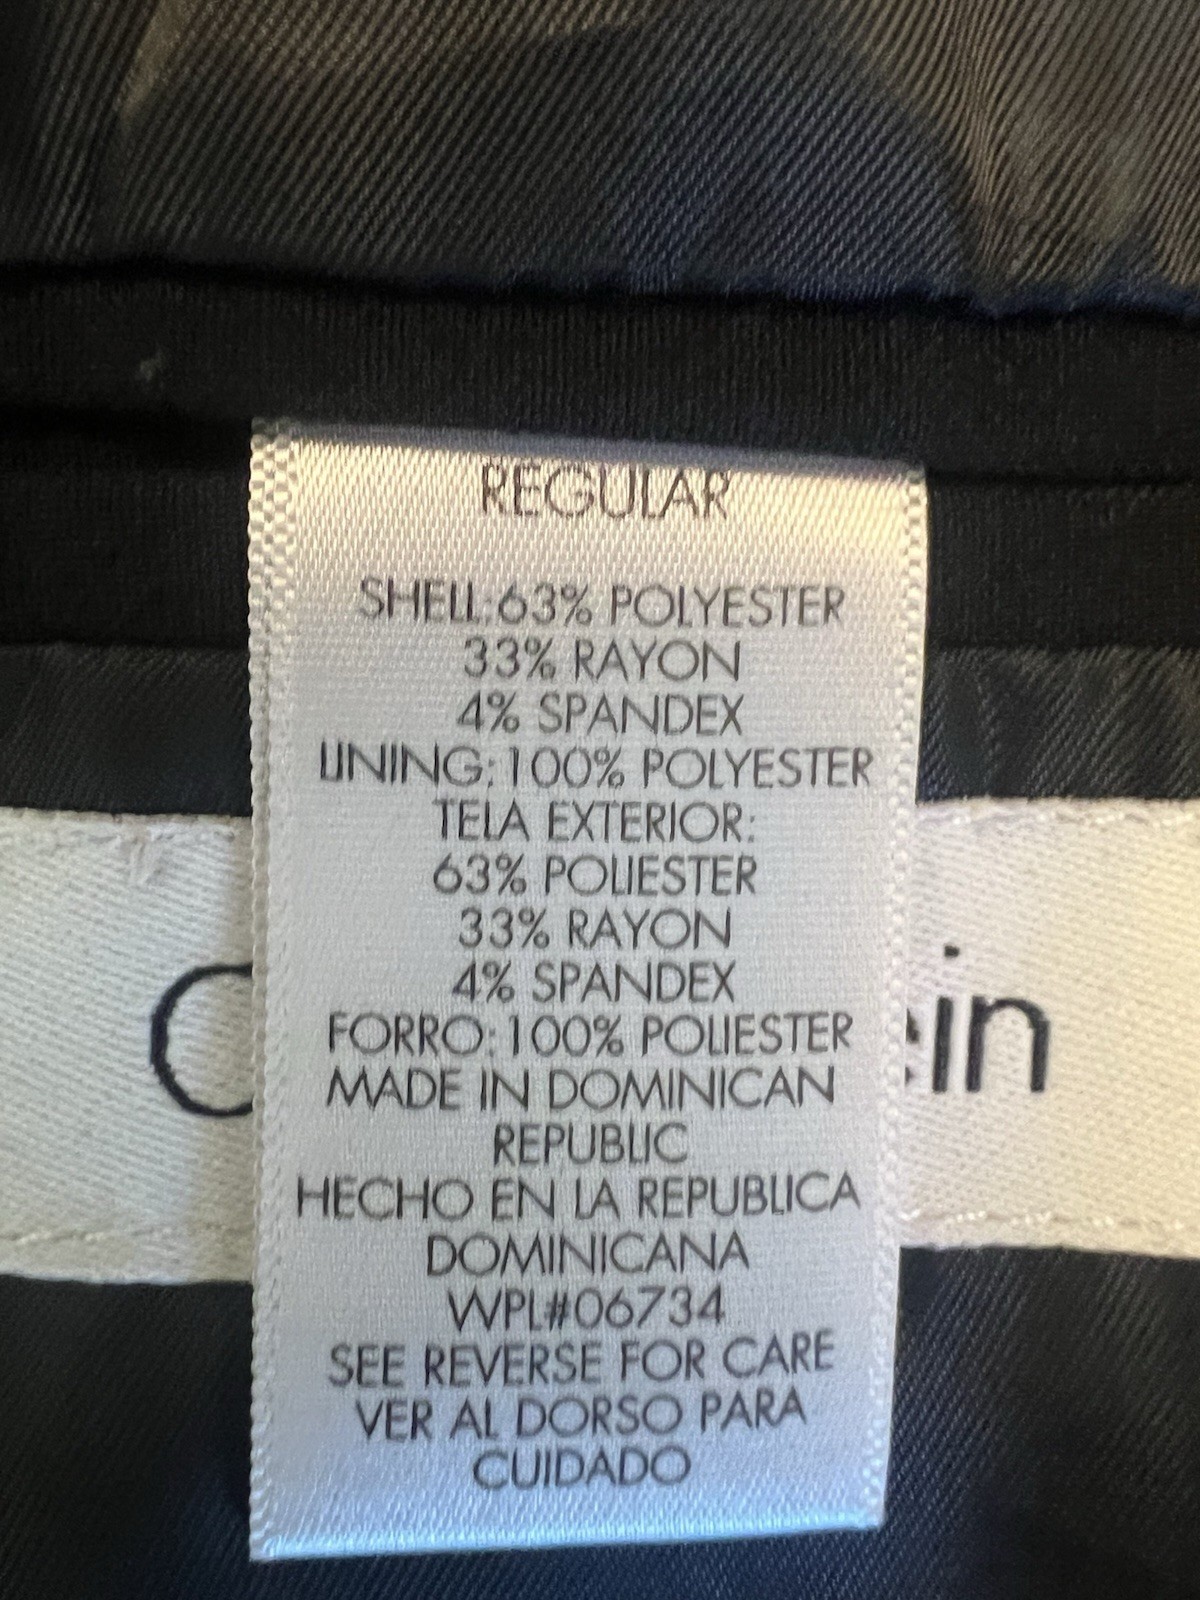 REGULAR
SHELL:63% POLYESTER
33% RAYON
4% SPANDEX
LINING:100% POLYESTER
TELA EXTERIOR:
63% POLIESTER
33% RAYON
4% SPANDEX
FORRO:100% POLIESTER
MADE IN DOMINICAN
REPUBLIC
HECHO EN LA REPUBLICA
DOMINICANA
WPL#06734
SEE REVERSE FOR CARE
VER AL DORSO PARA
CUIDADO